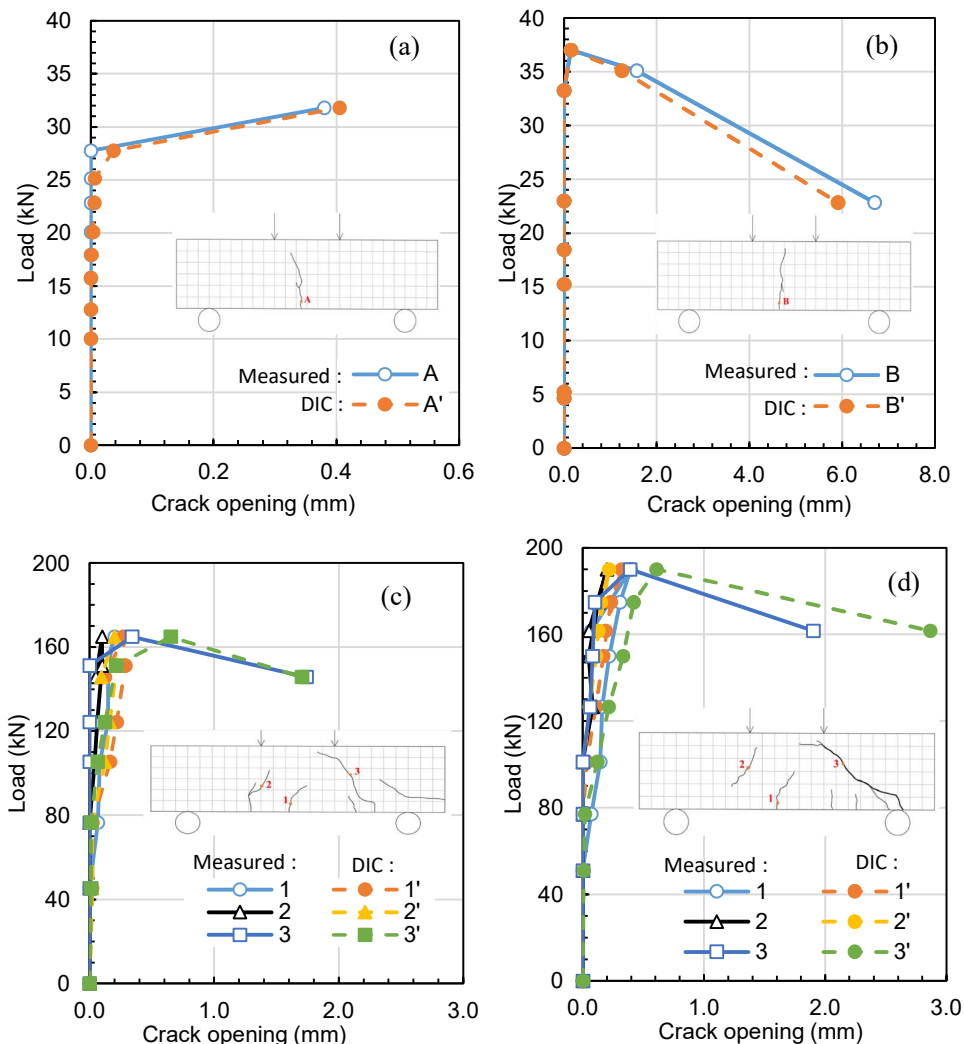 (a)
40
35
30
25
20
15
10
5
0
Load (kN)
A
Measured :
A
DIC :
A'
0.0
0.2
0.4
0.6
Crack opening (mm)
(b)
40
35
30
25
20
15
10
5
0
Load (kN)
B
Measured :
B
DIC :
B'
0.0
2.0
4.0
6.0
8.0
Crack opening (mm)
(c)
200
160
120
80
40
0
Load (kN)
1
2
3
Measured :
DIC :
1
1'
2
2'
3
3'
0.0
1.0
2.0
3.0
Crack opening (mm)
(d)
200
160
120
80
40
0
Load (kN)
1
2
3
Measured :
DIC :
1
1'
2
2'
3
3'
0.0
1.0
2.0
3.0
Crack opening (mm)